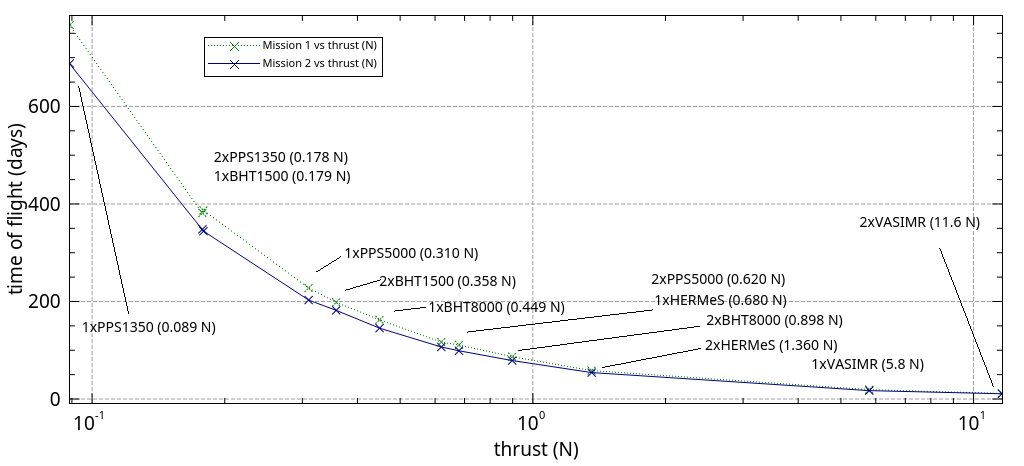 Mission 1 vs thrust (N)
Mission 2 vs thrust (N)
time of flight (days)
600
400
200
0
2xPPS1350 (0.178 N)
1xBHT1500 (0.179 N)
2xVASIMR (11.6 N)
1xPPS5000 (0.310 N)
2xBHT1500 (0.358 N)
2xPPS5000 (0.620 N)
1xHERMeS (0.680 N)
1xBHT8000 (0.449 N)
2xBHT8000 (0.898 N)
1xPPS1350 (0.089 N)
2xHERMeS (1.360 N)
1xVASIMR (5.8 N)
10⁻¹ 10⁰ 10¹
thrust (N)